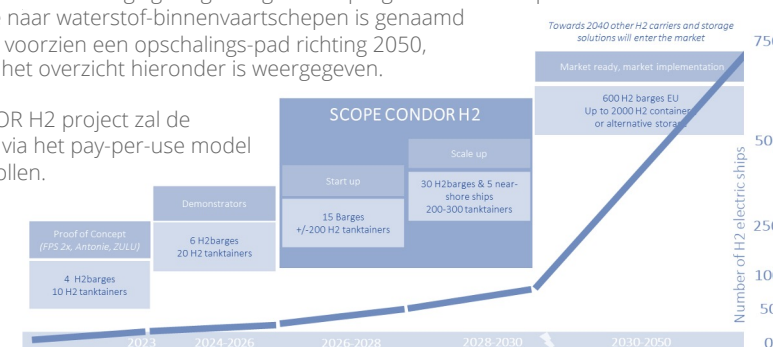 naar waterstof-binnenvaartschepen is genaamd
voorzien een opschalings-pad richting 2050,
het overzicht hieronder is weergegeven.
OR H2 project zal de
via het pay-per-use model
ollen.
Towards 2040 other H2 carriers and storage
solutions will enter the market
Market ready, market implementation
600 H2 barges EU
Up to 2000 H2 container
or alternative storag
SCOPE CONDOR H2
Scale up
30 H2barges & 5 near-
shore ships
200-300 tanktainers
Start up
15 Barges
+/-200 H2 tanktainers
Demonstrators
6 H2barges
20 H2 tanktainers
Proof of Concept
(FPS 2x, Antonie, ZULU)
4 H2barges
10 H2 tanktainers
Number of H2 electric ships
750
50
250
100
50
0
2023
2024-2026
2026-2028
2028-2030
2030-2050